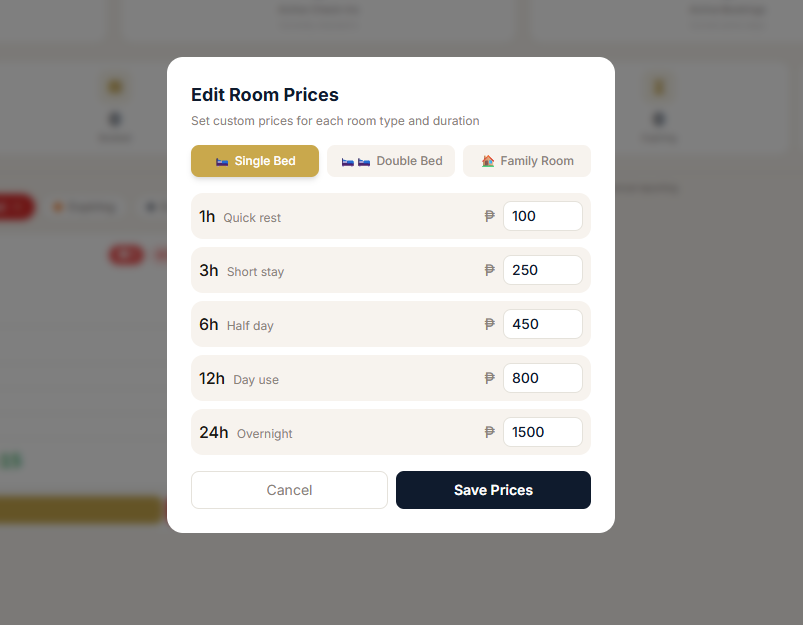 Edit Room Prices
Set custom prices for each room type and duration
Single Bed
Double Bed
Family Room
1h Quick rest ₱ 100
3h Short stay ₱ 250
6h Half day ₱ 450
12h Day use ₱ 800
24h Overnight ₱ 1500
Cancel
Save Prices